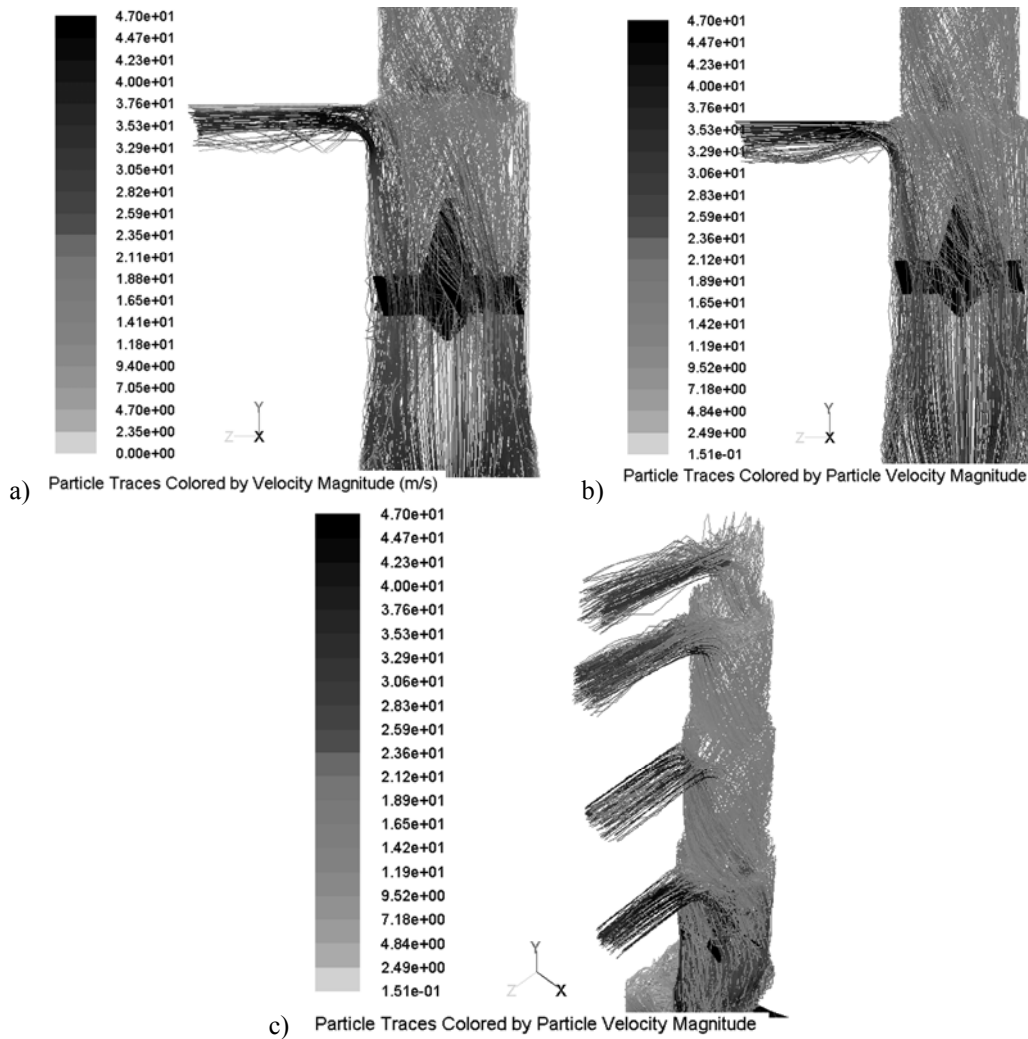 4.70e+01
4.47e+01
4.23e+01
4.00e+01
3.76e+01
3.53e+01
3.29e+01
3.05e+01
2.82e+01
2.59e+01
2.35e+01
2.11e+01
1.88e+01
1.65e+01
1.41e+01
1.18e+01
9.40e+00
7.05e+00
4.70e+00
2.35e+00
0.00e+00
Y
Z X
a) Particle Traces Colored by Velocity Magnitude (m/s)
4.70e+01
4.47e+01
4.23e+01
4.00e+01
3.76e+01
3.53e+01
3.29e+01
3.06e+01
2.83e+01
2.59e+01
2.36e+01
2.12e+01
1.89e+01
1.65e+01
1.42e+01
1.19e+01
9.52e+00
7.18e+00
4.84e+00
2.49e+00
1.51e-01
Y
Z X
b) Particle Traces Colored by Particle Velocity Magnitude
4.70e+01
4.47e+01
4.23e+01
4.00e+01
3.76e+01
3.53e+01
3.29e+01
3.06e+01
2.83e+01
2.59e+01
2.36e+01
2.12e+01
1.89e+01
1.65e+01
1.42e+01
1.19e+01
9.52e+00
7.18e+00
4.84e+00
2.49e+00
1.51e-01
Y
Z X
c) Particle Traces Colored by Particle Velocity Magnitude